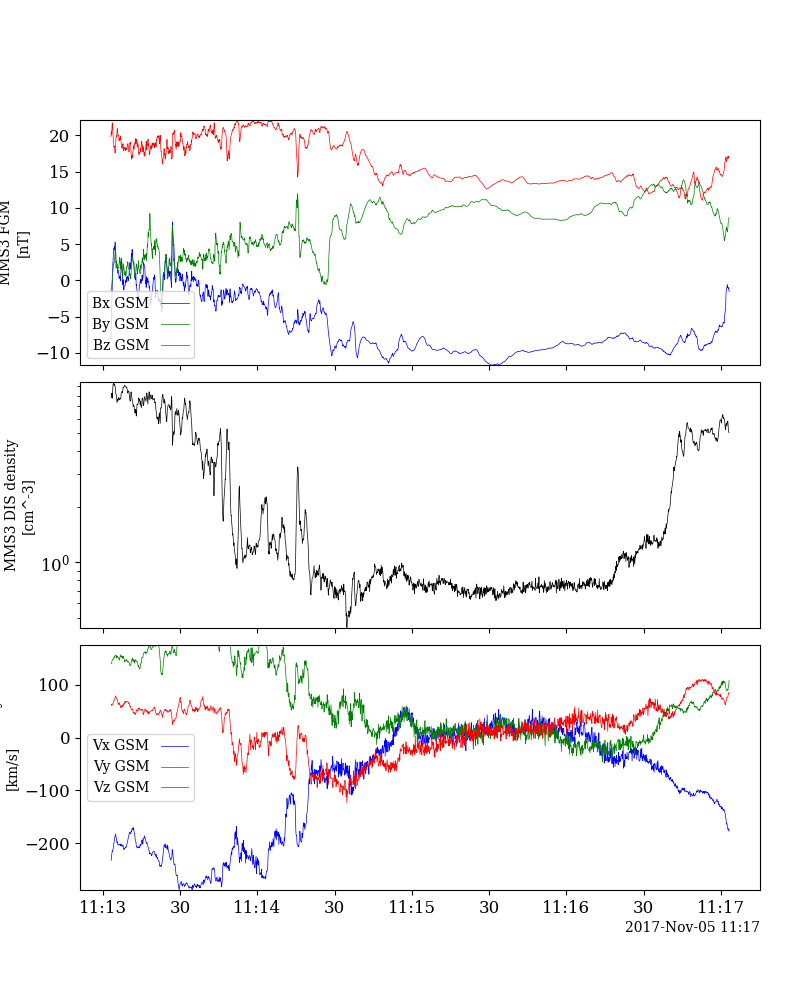 MMS3 FGM
[nT]
20
15
10
5
0
−5
−10
Bx GSM
By GSM
Bz GSM
MMS3 DIS density
[cm^-3]
10^0
[km/s]
100
0
−100
−200
Vx GSM
Vy GSM
Vz GSM
11:13 30 11:14 30 11:15 30 11:16 30 11:17
2017-Nov-05 11:17